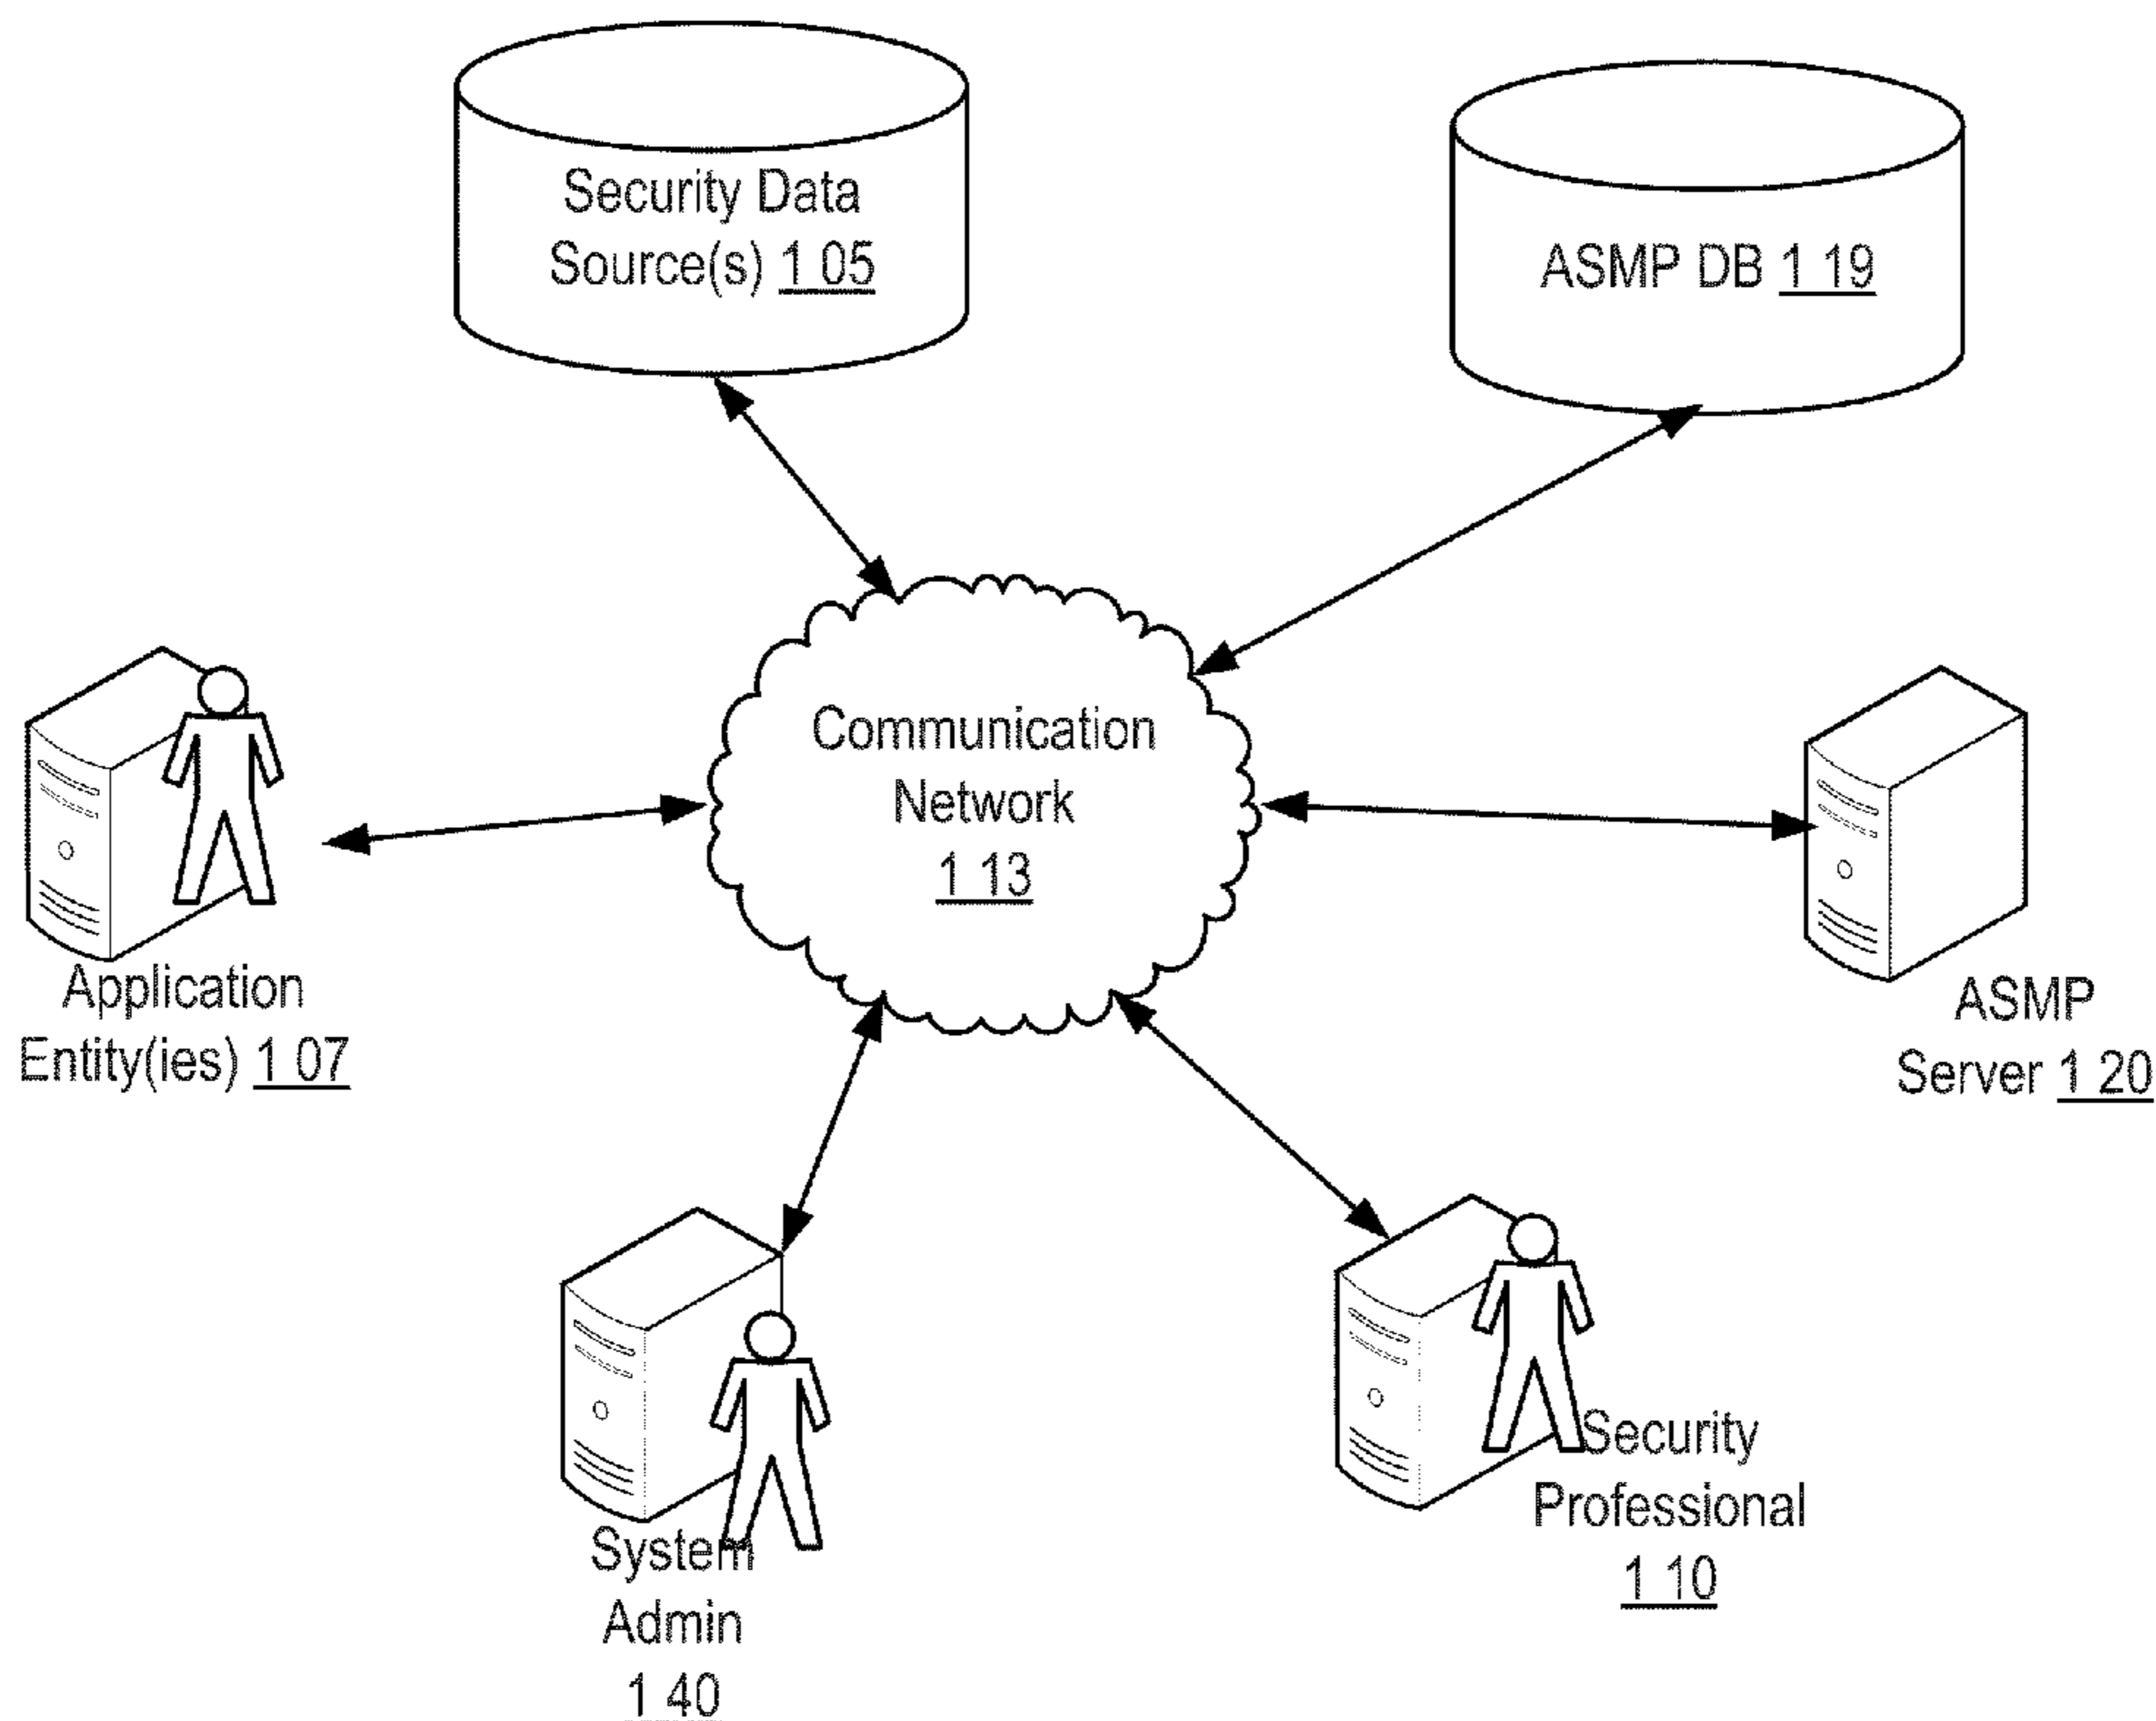 Security Data
Source(s) 1 05
ASMP DB 1 19
Communication
Network
1 13
Application
Entity(ies) 1 07
ASMP
Server 1 20
System
Admin
1 40
Security
Professional
1 10